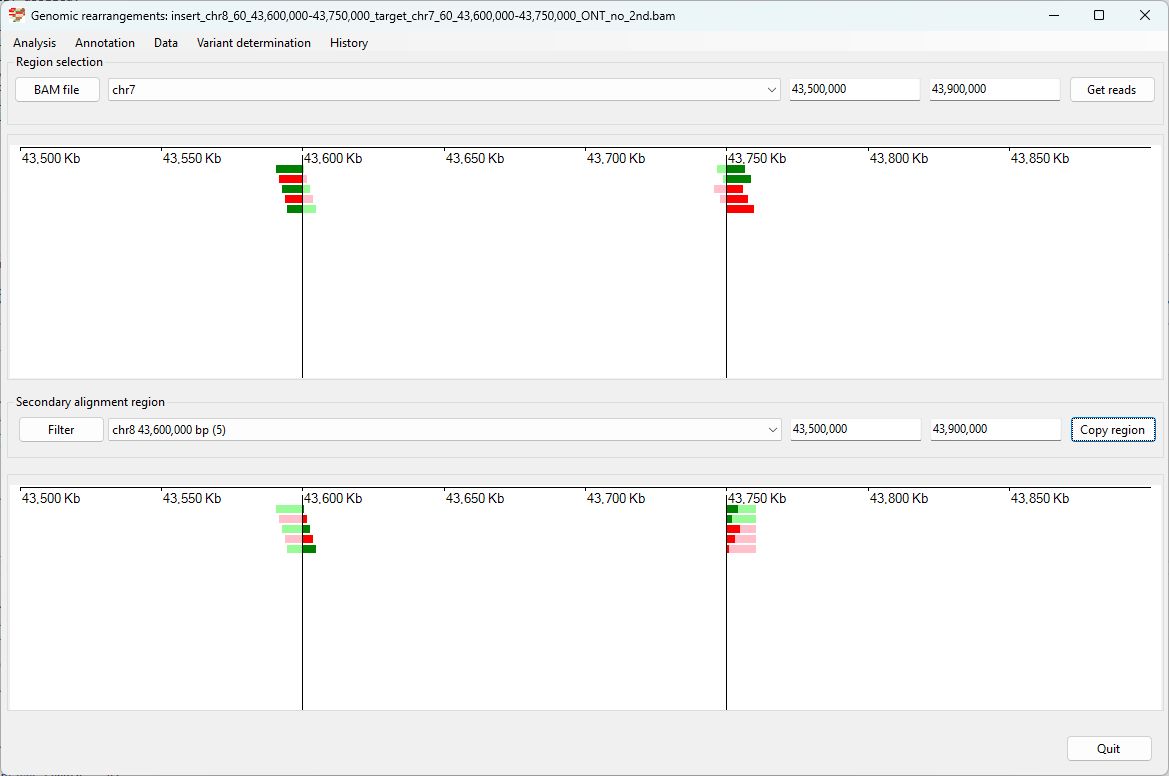 Genomic rearrangements: insert_chr8_60_43,600,000-43,750,000_target_chr7_60_43,600,000-43,750,000_ONT_no_2nd.bam
Analysis Annotation Data Variant determination History
Region selection
BAM file chr7 43,500,000 43,900,000 Get reads
43,500 Kb 43,550 Kb 43,600 Kb 43,650 Kb 43,700 Kb 43,750 Kb 43,800 Kb 43,850 Kb
Secondary alignment region
Filter chr8 43,600,000 bp (5) 43,500,000 43,900,000 Copy region
43,500 Kb 43,550 Kb 43,600 Kb 43,650 Kb 43,700 Kb 43,750 Kb 43,800 Kb 43,850 Kb
Quit